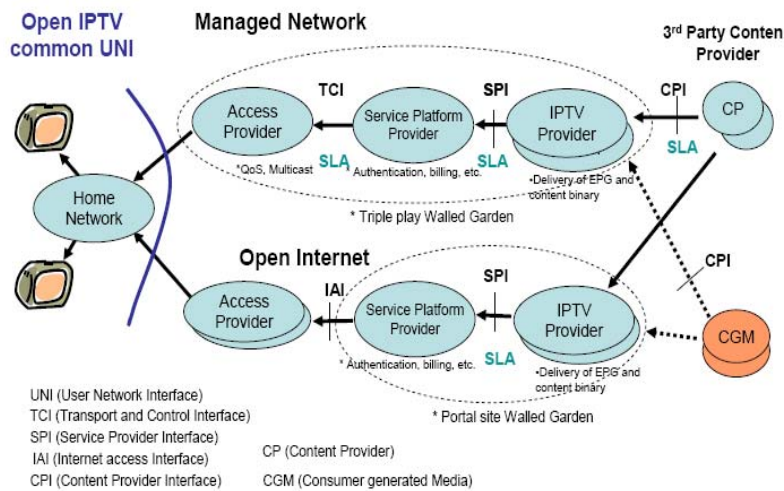 Open IPTV
common UNI
Managed Network
3rd Party Conten
Provider
TCI
SPI
CPI
Access
Provider
Service Platform
Provider
IPTV
Provider
CP
SLA
SLA
SLA
*QoS, Multicast
* Authentication, billing, etc.
•Delivery of EPG and
content binary
* Triple play Walled Garden
Home
Network
Open Internet
CPI
IAI
SPI
Access
Provider
Service Platform
Provider
IPTV
Provider
CGM
SLA
* Authentication, billing, etc.
•Delivery of EPG and
content binary
* Portal site Walled Garden
UNI (User Network Interface)
TCI (Transport and Control Interface)
SPI (Service Provider Interface)
IAI (Internet access Interface)
CPI (Content Provider Interface)
CP (Content Provider)
CGM (Consumer generated Media)